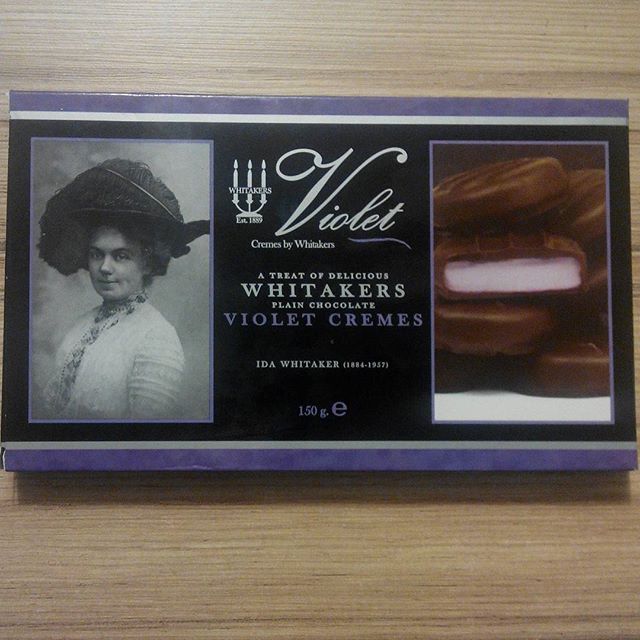 WHITAKERS
Est. 1889
Violet
Cremes by Whitakers
A TREAT OF DELICIOUS
WHITAKERS
PLAIN CHOCOLATE
VIOLET CREMES
IDA WHITAKER (1884-1957)
150 g. ℮